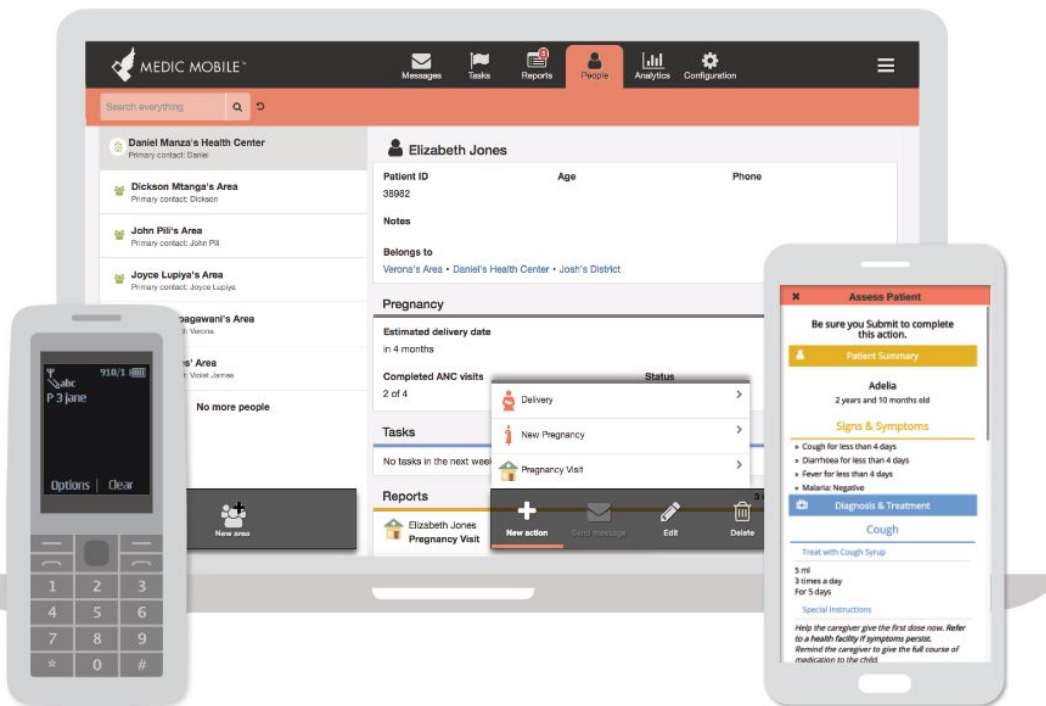 MEDIC MOBILE™
Messages
Tasks
Reports
People
Analytics
Configuration
Search everything
Daniel Manza's Health Center
Primary contact: Daniel
Dickson Mtanga's Area
Primary contact: Dickson
John Pili's Area
Primary contact: John Pili
Joyce Lupiya's Area
Primary contact: Joyce Lupiya
pagawani's Area
: Verona
's' Area
: Violet James
No more people
New area
Elizabeth Jones
Patient ID Age Phone
38982
Notes
Belongs to
Verona's Area • Daniel's Health Center • Josh's District
Pregnancy
Estimated delivery date
in 4 months
Completed ANC visits Status
2 of 4
Delivery
New Pregnancy
Pregnancy Visit
Tasks
No tasks in the next week
Reports
Elizabeth Jones
Pregnancy Visit
New action
Send message
Edit
Delete
abc 910/1
P 3 jane
Options | Clear
1 2 3
4 5 6
7 8 9
* 0 #
Assess Patient
Be sure you Submit to complete
this action.
Patient Summary
Adelia
2 years and 10 months old
Signs & Symptoms
» Cough for less than 4 days
» Diarrhoea for less than 4 days
» Fever for less than 4 days
» Malaria: Negative
Diagnosis & Treatment
Cough
Treat with Cough Syrup
5 ml
3 times a day
For 5 days
Special Instructions
Help the caregiver give the first dose now. Refer
to a health facility if symptoms persist.
Remind the caregiver to give the full course of
medication to the child.